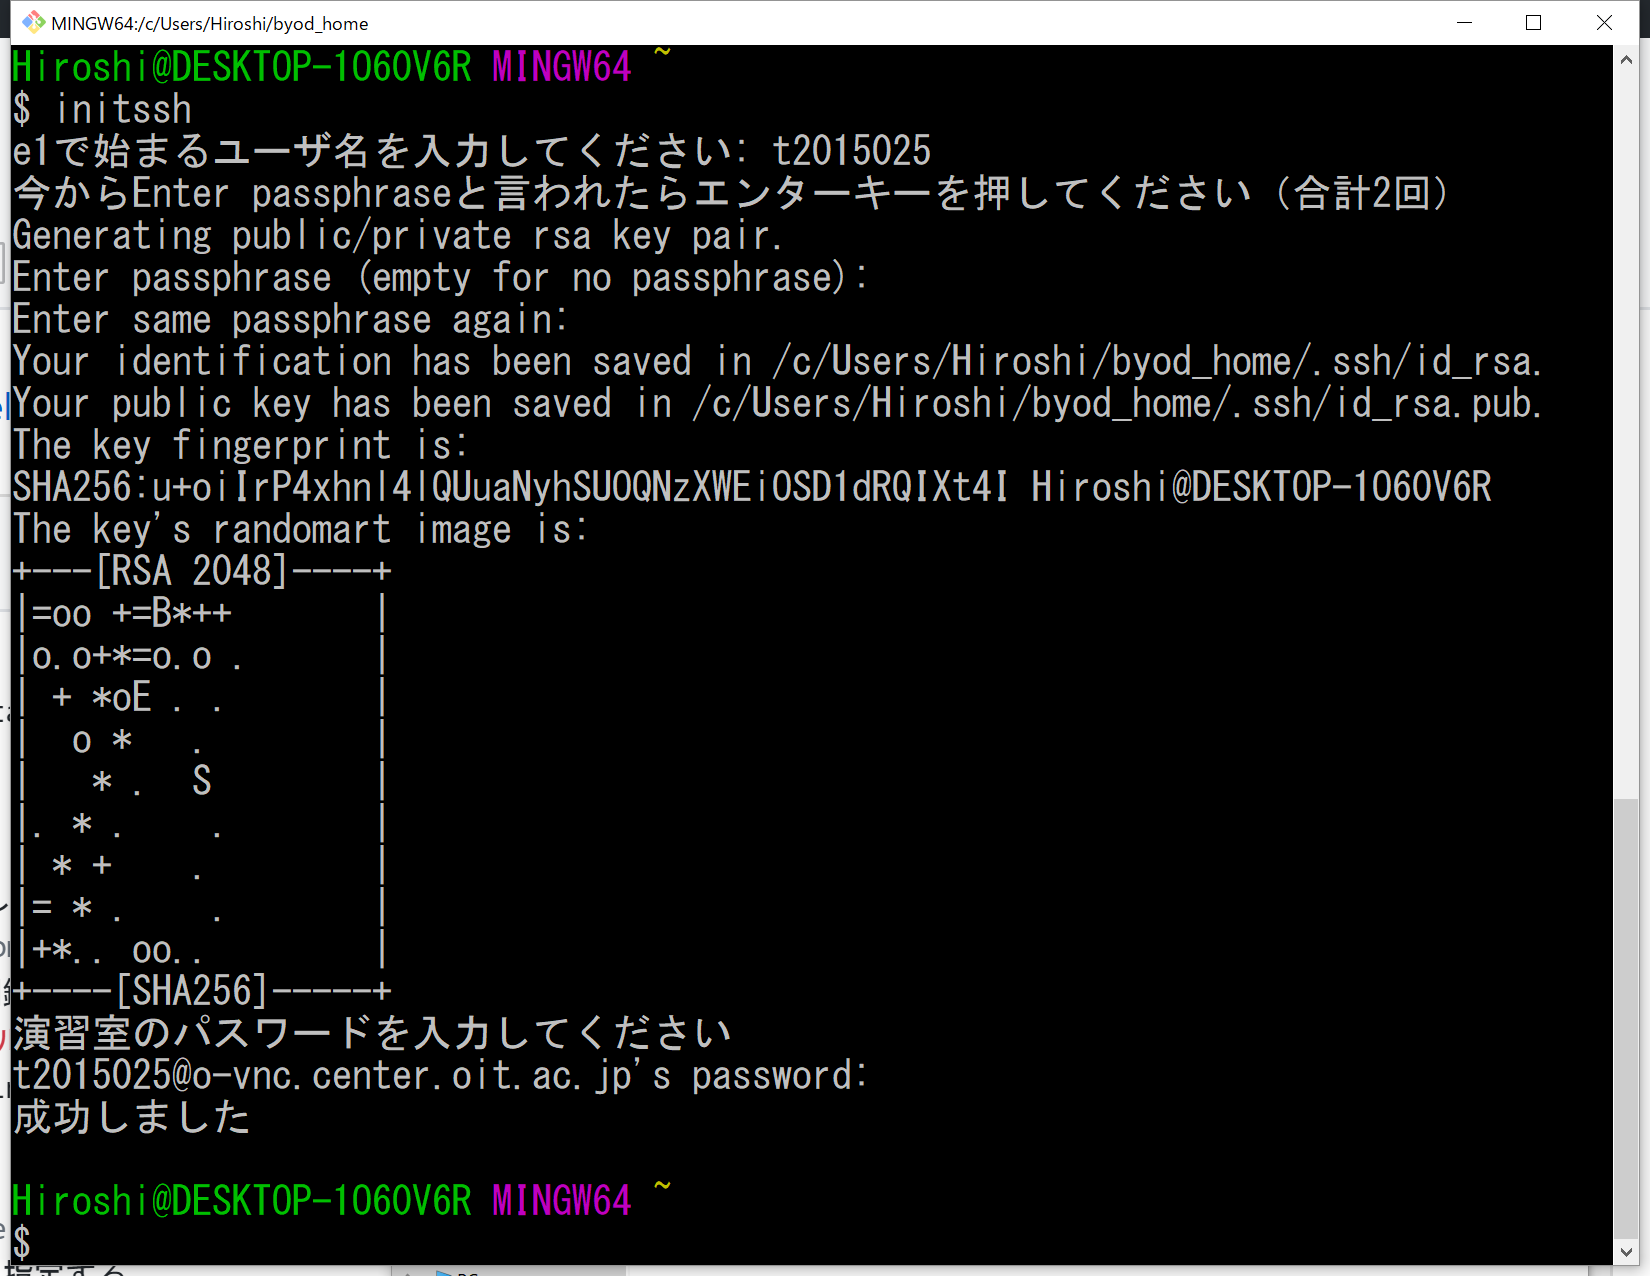 MINGW64:/c/Users/Hiroshi/byod_home
Hiroshi@DESKTOP-1060V6R MINGW64 ~
$ initssh
e1で始まるユーザ名を入力してください: t2015025
今からEnter passphraseと言われたらエンターキーを押してください（合計2回）
Generating public/private rsa key pair.
Enter passphrase (empty for no passphrase):
Enter same passphrase again:
Your identification has been saved in /c/Users/Hiroshi/byod_home/.ssh/id_rsa.
Your public key has been saved in /c/Users/Hiroshi/byod_home/.ssh/id_rsa.pub.
The key fingerprint is:
SHA256:u+oiIrP4xhnl4lQUuaNyhSUOQNzXWEiOSD1dRQIXt4I Hiroshi@DESKTOP-1060V6R
The key's randomart image is:
+---[RSA 2048]----+
|=oo +=B*++       |
|o.o+*=o.o .      |
| + *oE . .       |
|  o *   .        |
|   * .  S        |
|. * .    .       |
| * +    .        |
|= * .    .       |
|+*.. oo..        |
+----[SHA256]-----+
演習室のパスワードを入力してください
t2015025@o-vnc.center.oit.ac.jp's password:
成功しました
Hiroshi@DESKTOP-1060V6R MINGW64 ~
$